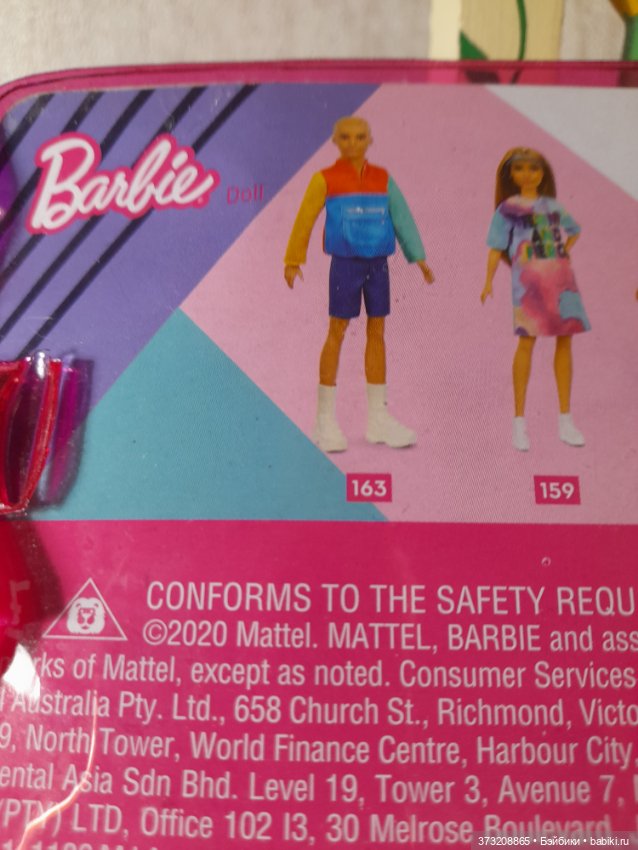 Barbie Doll
163
159
CONFORMS TO THE SAFETY REQU
©2020 Mattel. MATTEL, BARBIE and ass
rks of Mattel, except as noted. Consumer Services
Australia Pty. Ltd., 658 Church St., Richmond, Victo
9, North Tower, World Finance Centre, Harbour City,
ental Asia Sdn Bhd. Level 19, Tower 3, Avenue 7,
(PTY) LTD, Office 102 I3, 30 Melrose Boulevard,
373208865 • Бэйбики • babiki.ru